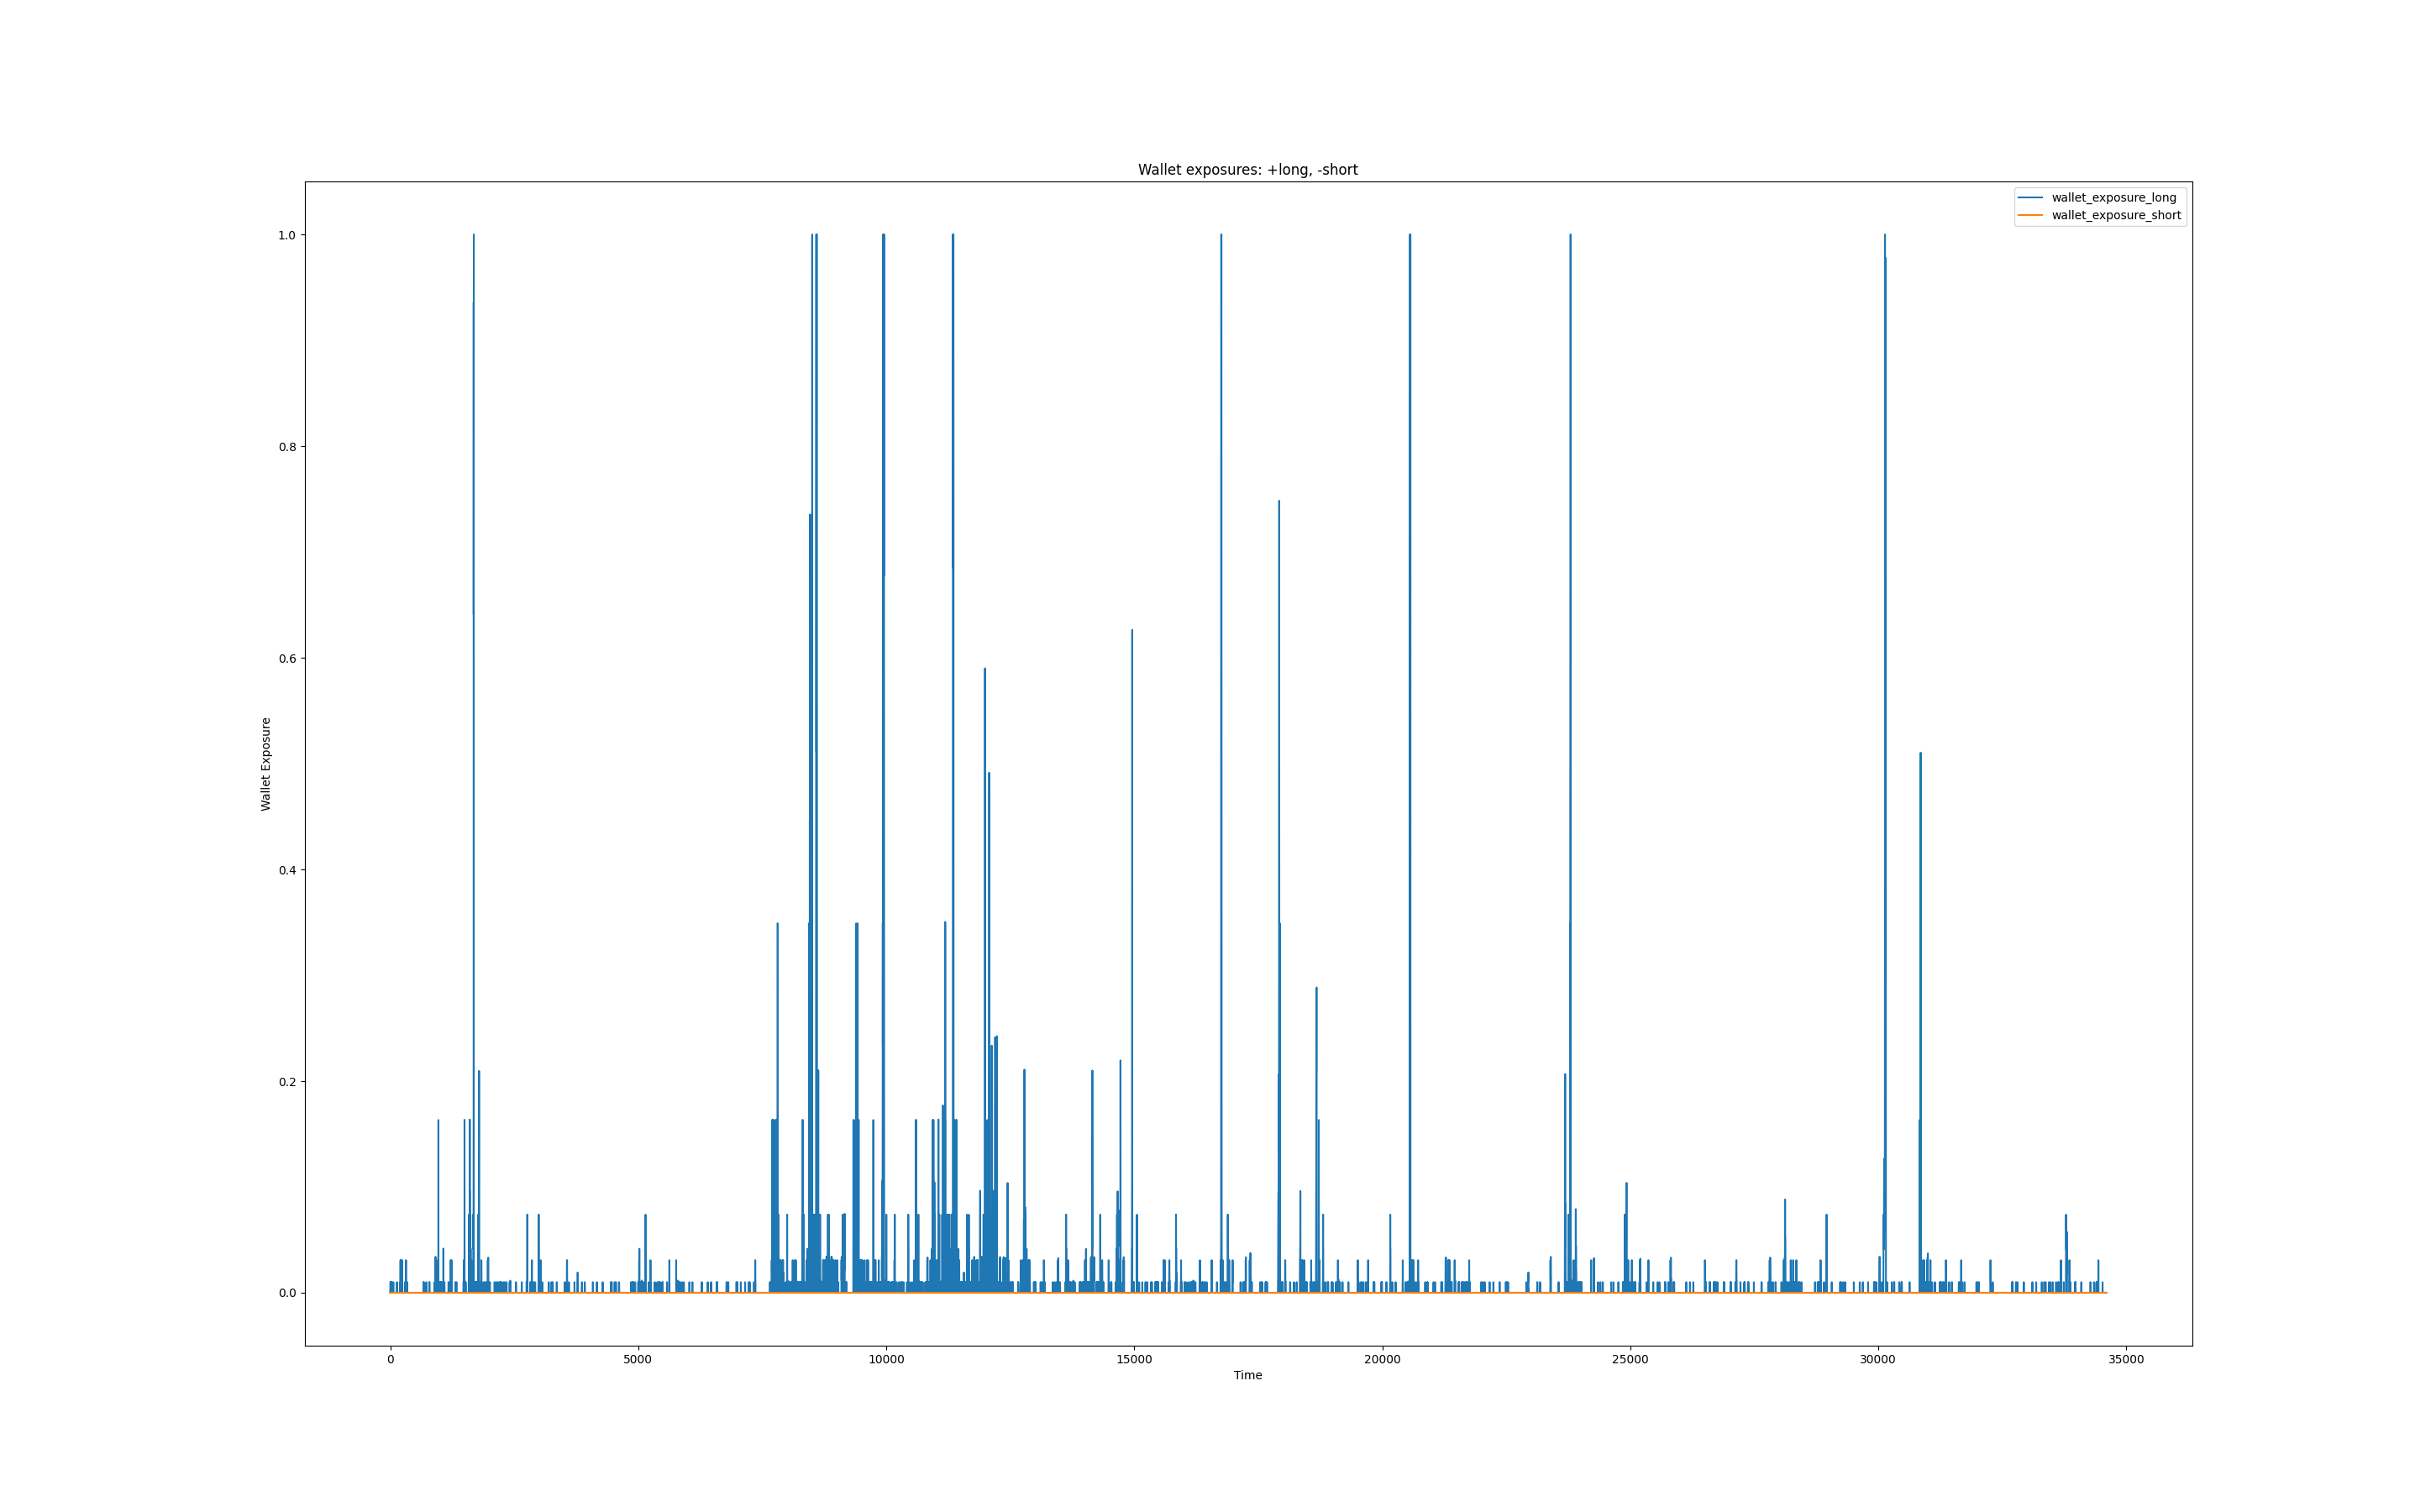 Wallet exposures: +long, -short
wallet_exposure_long
wallet_exposure_short
1.0
0.8
0.6
0.4
0.2
0.0
Wallet Exposure
0 5000 10000 15000 20000 25000 30000 35000
Time